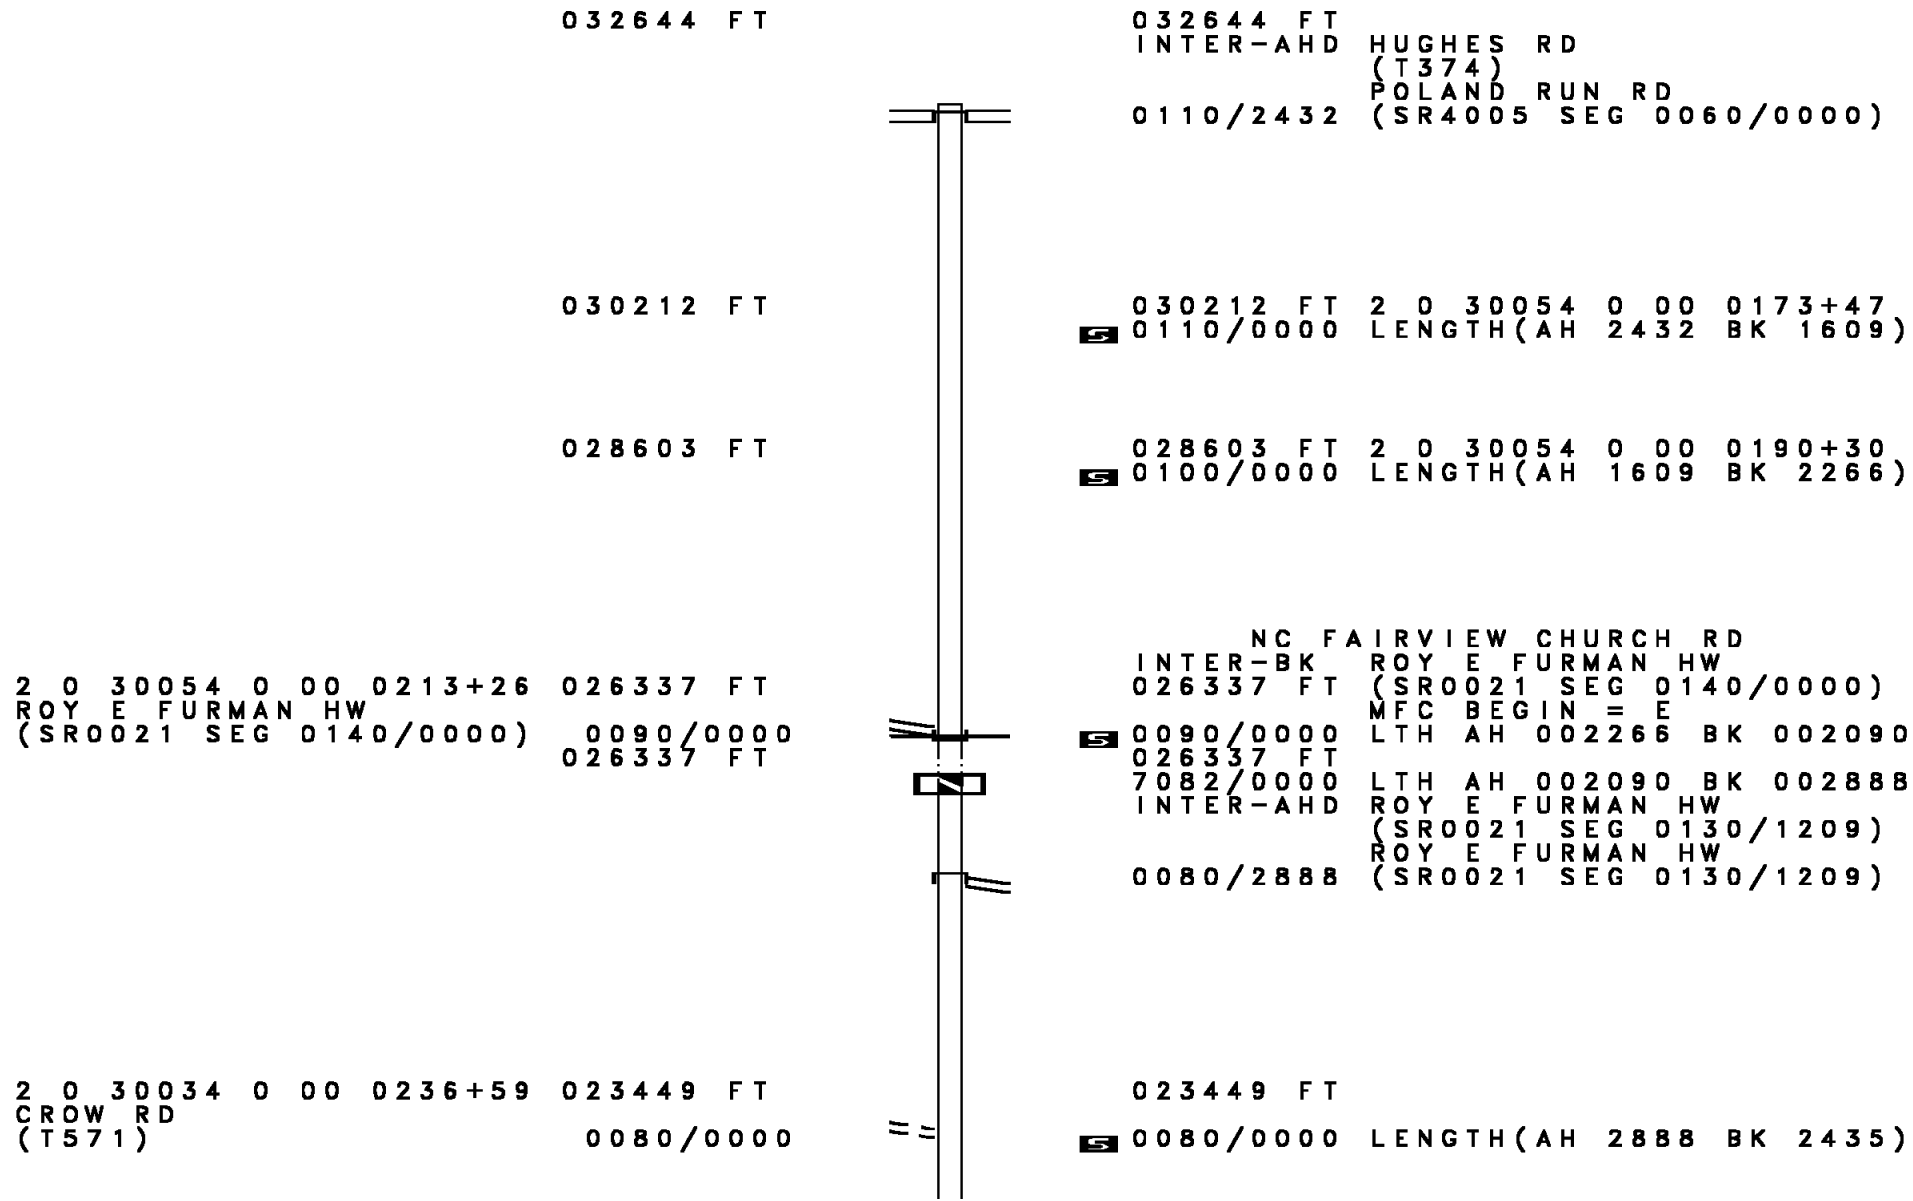 032644 FT 032644 FT
INTER-AHD HUGHES RD
(T374)
POLAND RUN RD
0110/2432 (SR4005 SEG 0060/0000)
030212 FT 030212 FT 2 0 30054 0 00 0173+47
S 0110/0000 LENGTH(AH 2432 BK 1609)
028603 FT 028603 FT 2 0 30054 0 00 0190+30
S 0100/0000 LENGTH(AH 1609 BK 2266)
NC FAIRVIEW CHURCH RD
INTER-BK ROY E FURMAN HW
2 0 30054 0 00 0213+26 026337 FT 026337 FT (SR0021 SEG 0140/0000)
ROY E FURMAN HW MFC BEGIN = E
(SR0021 SEG 0140/0000) 0090/0000 S 0090/0000 LTH AH 002266 BK 002090
026337 FT 026337 FT
7082/0000 LTH AH 002090 BK 002888
INTER-AHD ROY E FURMAN HW
(SR0021 SEG 0130/1209)
ROY E FURMAN HW
0080/2888 (SR0021 SEG 0130/1209)
2 0 30034 0 00 0236+59 023449 FT 023449 FT
CROW RD
(T571) 0080/0000 S 0080/0000 LENGTH(AH 2888 BK 2435)